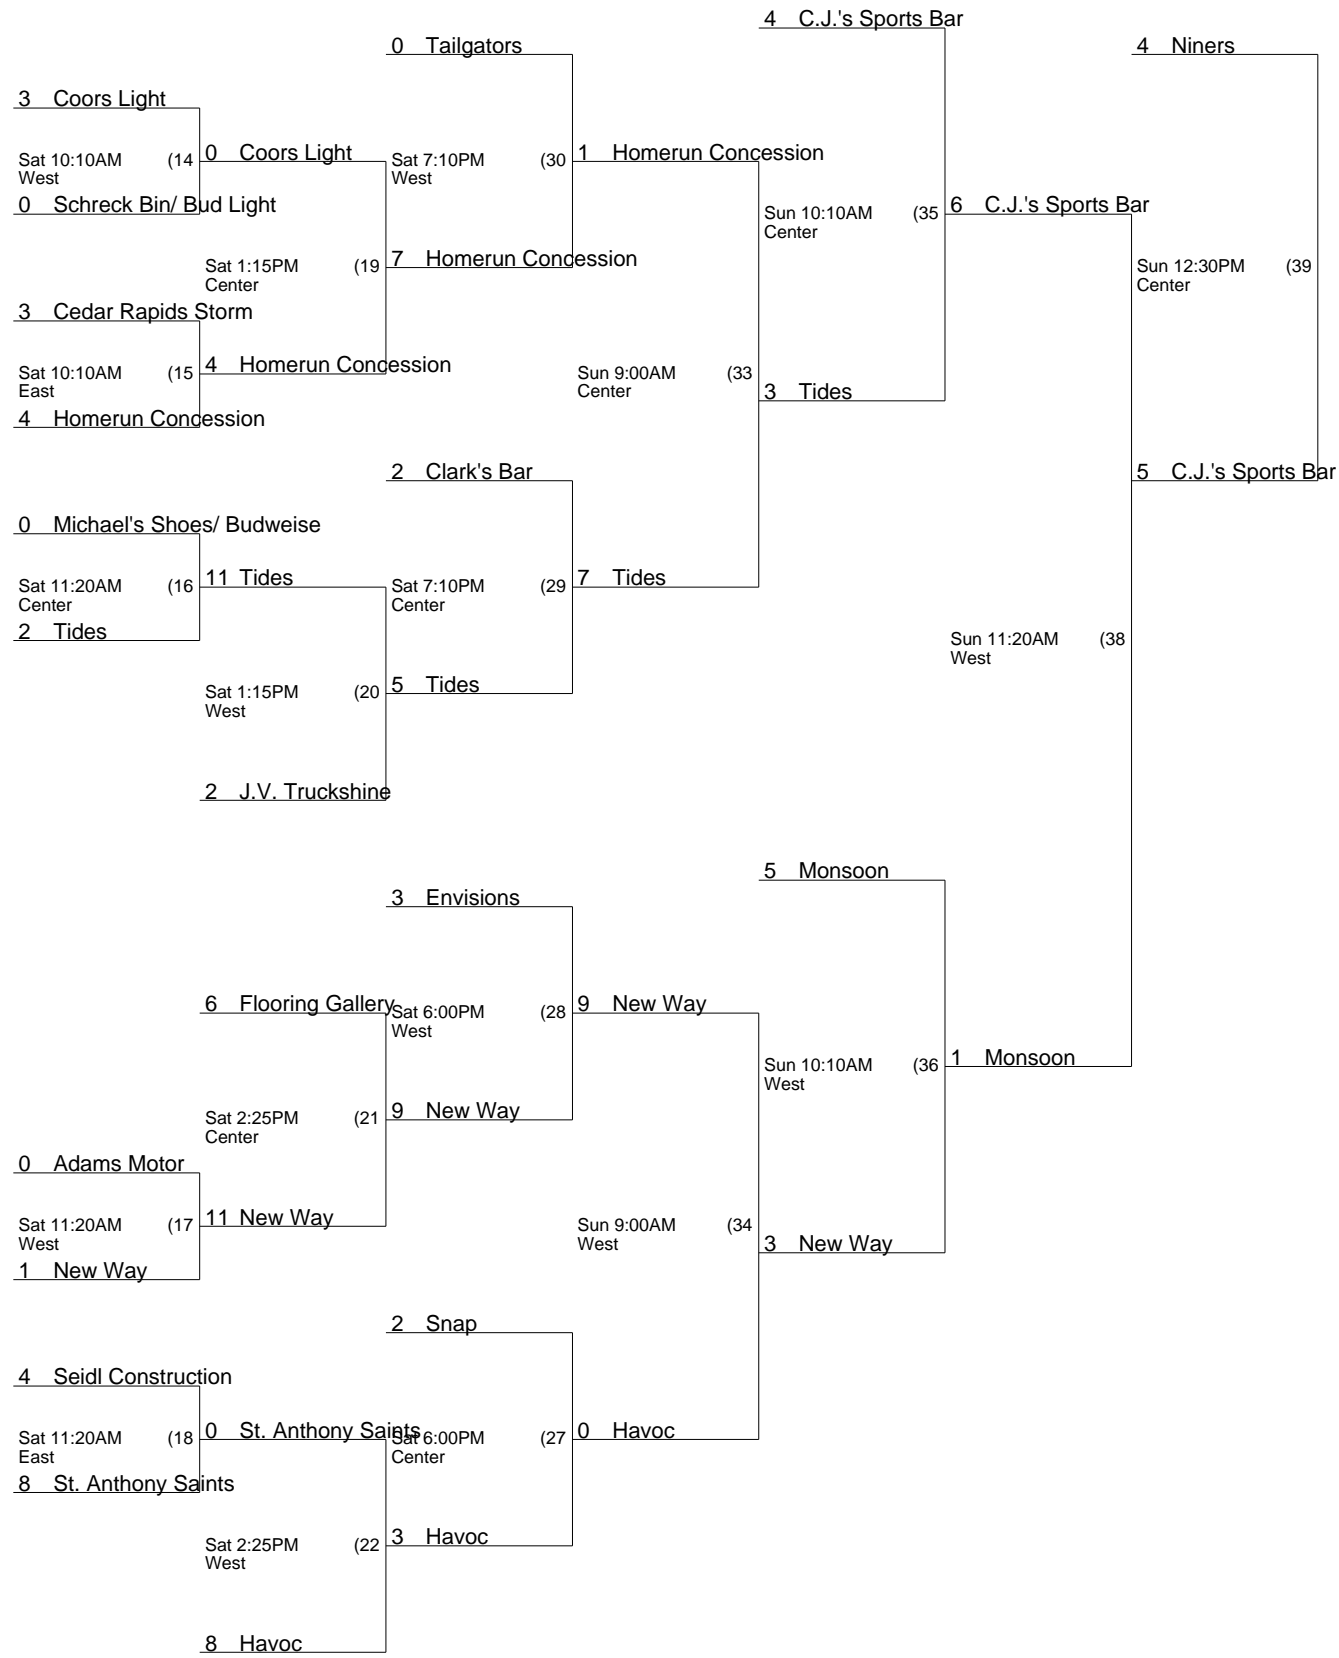 4 C.J.'s Sports Bar
0 Tailgators
4 Niners
3 Coors Light
Sat 10:10AM (14
West
0 Coors Light
Sat 7:10PM (30
West
1 Homerun Concession
0 Schreck Bin/ Bud Light
Sun 10:10AM (35
Center
6 C.J.'s Sports Bar
Sat 1:15PM (19
Center
7 Homerun Concession
Sun 12:30PM (39
Center
3 Cedar Rapids Storm
Sat 10:10AM (15
East
4 Homerun Concession
Sun 9:00AM (33
Center
3 Tides
4 Homerun Concession
2 Clark's Bar
5 C.J.'s Sports Bar
0 Michael's Shoes/ Budweise
Sat 11:20AM (16
Center
11 Tides
Sat 7:10PM (29
Center
7 Tides
2 Tides
Sun 11:20AM (38
West
Sat 1:15PM (20
West
5 Tides
2 J.V. Truckshine
5 Monsoon
3 Envisions
6 Flooring Gallery
Sat 6:00PM (28
West
9 New Way
Sun 10:10AM (36
West
1 Monsoon
Sat 2:25PM (21
Center
9 New Way
0 Adams Motor
Sat 11:20AM (17
West
11 New Way
Sun 9:00AM (34
West
3 New Way
1 New Way
2 Snap
4 Seidl Construction
Sat 11:20AM (18
East
0 St. Anthony Saints
Sat 6:00PM (27
Center
0 Havoc
8 St. Anthony Saints
Sat 2:25PM (22
West
3 Havoc
8 Havoc